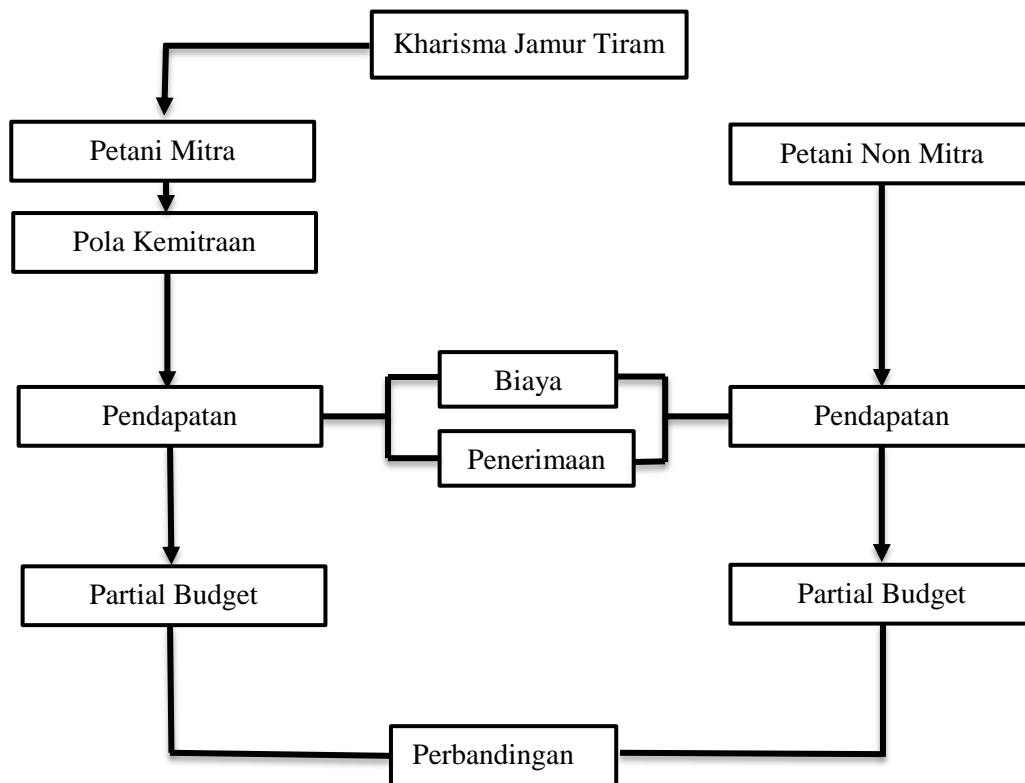 Kharisma Jamur Tiram
Petani Mitra
Petani Non Mitra
Pola Kemitraan
Biaya
Pendapatan
Pendapatan
Penerimaan
Partial Budget
Partial Budget
Perbandingan